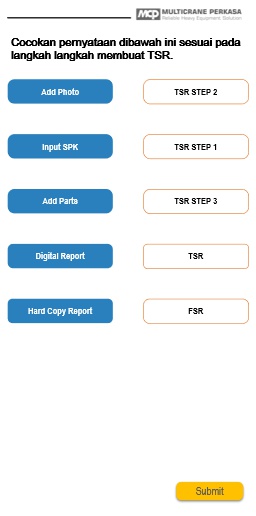 MCP MULTICRANE PERKASA
Reliable Heavy Equipment Solution
Cocokan pernyataan dibawah ini sesuai pada
langkah langkah membuat TSR.
Add Photo TSR STEP 2
Input SPK TSR STEP 1
Add Parts TSR STEP 3
Digital Report TSR
Hard Copy Report FSR
Submit